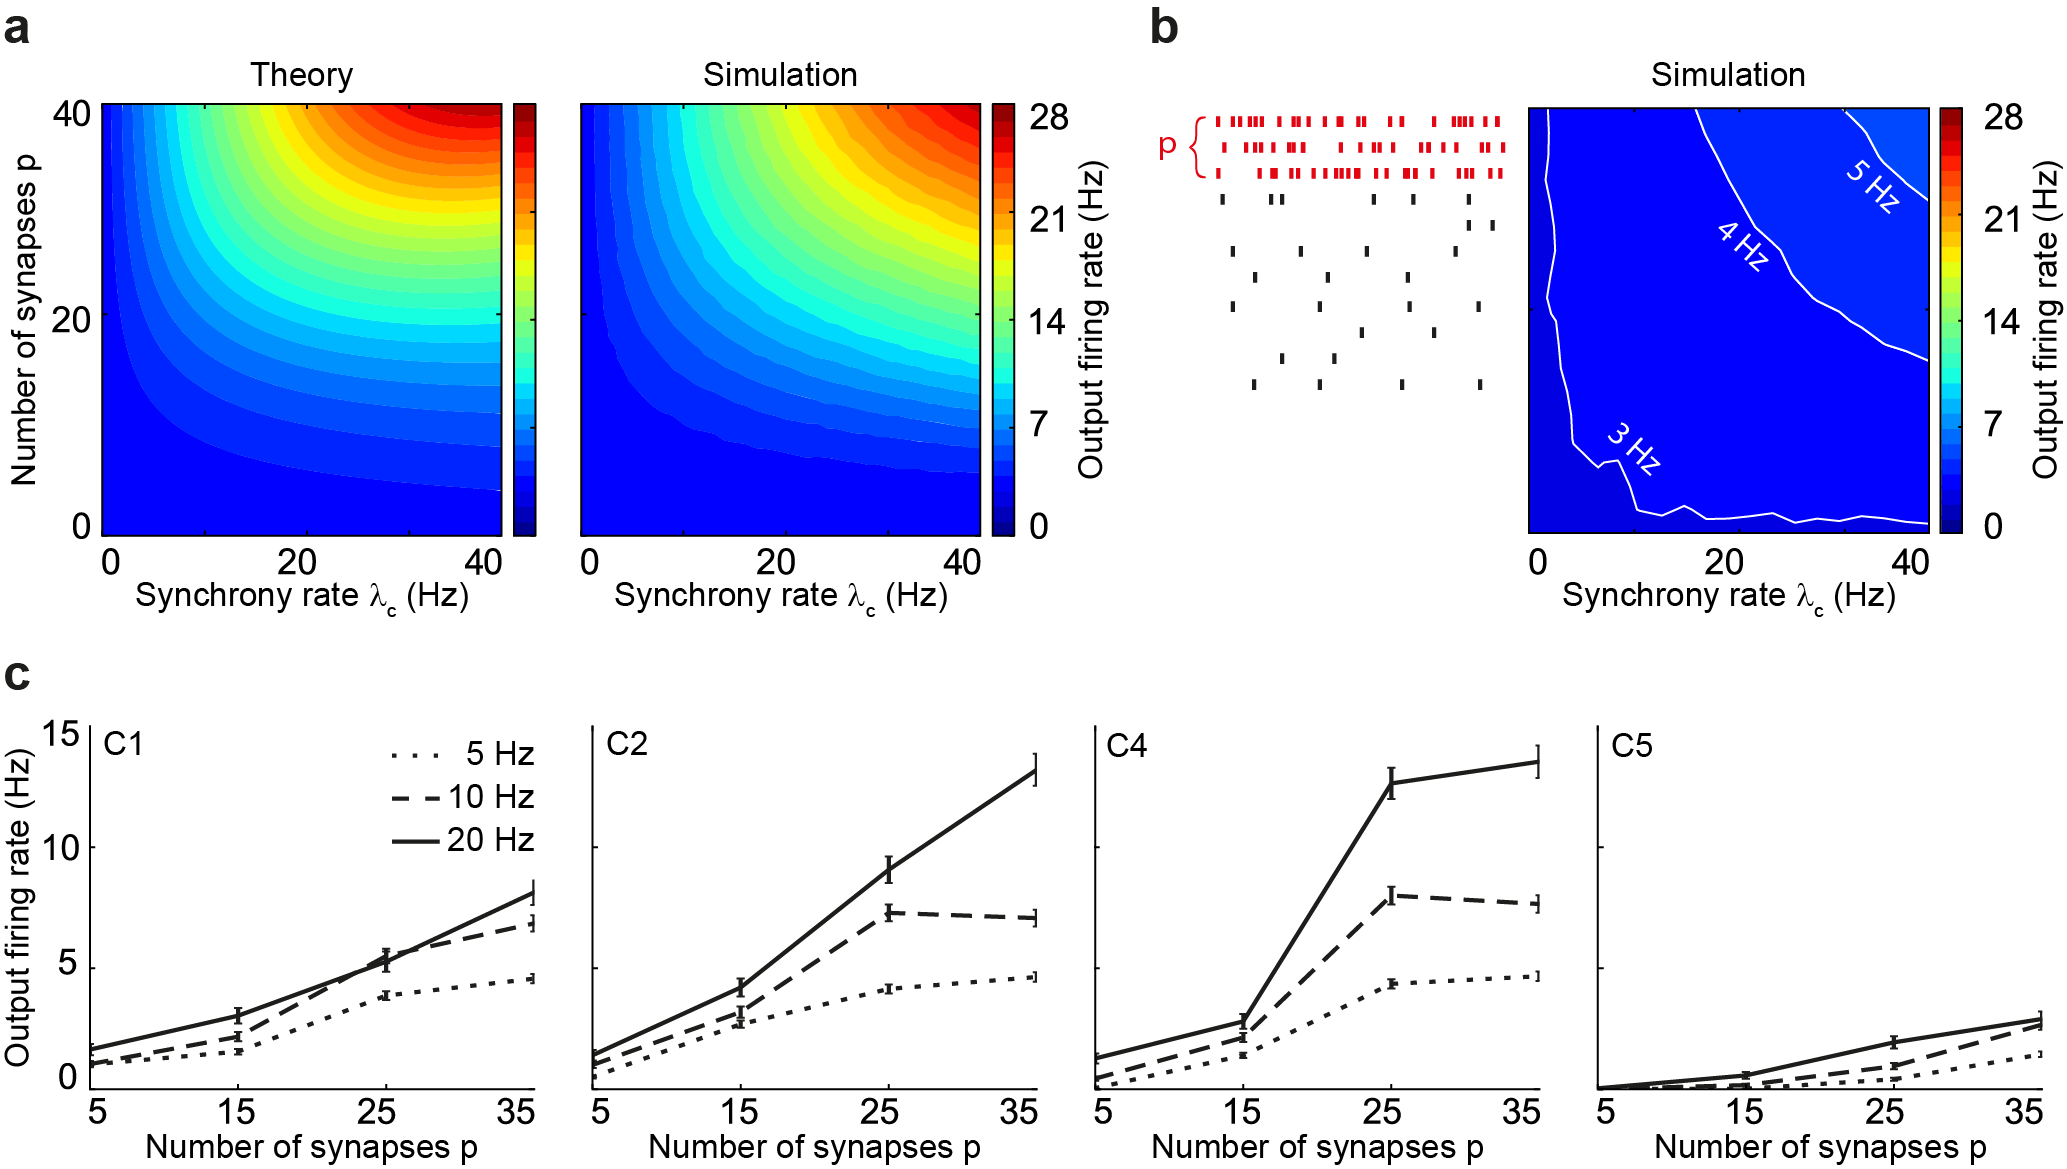 a
Theory
Simulation
40
20
0
Number of synapses p
0 20 40
Synchrony rate λc (Hz)
0 20 40
Synchrony rate λc (Hz)
28
21
14
7
0
Output firing rate (Hz)
b
p
Simulation
5 Hz
4 Hz
3 Hz
0 20 40
Synchrony rate λc (Hz)
28
21
14
7
0
Output firing rate (Hz)
c
15
10
5
0
Output firing rate (Hz)
C1
5 Hz
10 Hz
20 Hz
5 15 25 35
Number of synapses p
C2
5 15 25 35
Number of synapses p
C4
5 15 25 35
Number of synapses p
C5
5 15 25 35
Number of synapses p